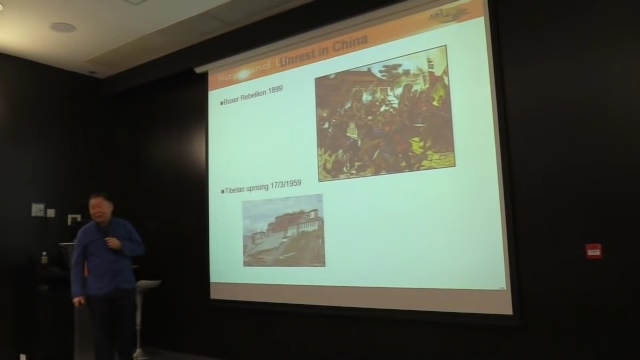 Unrest in China
■Boxer Rebellion 1899
■Tibetan uprising 17/3/1959